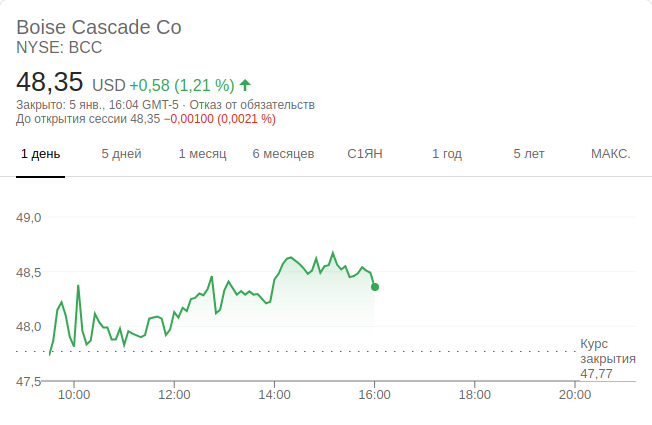 Boise Cascade Co
NYSE: BCC
48,35 USD +0,58 (1,21 %)
Закрыто: 5 янв., 16:04 GMT-5 · Отказ от обязательств
До открытия сессии 48,35 −0,00100 (0,0021 %)
1 день 5 дней 1 месяц 6 месяцев С1ЯН 1 год 5 лет МАКС.
49,0
48,5
48,0
Курс
закрытия
47,77
47,5
10:00 12:00 14:00 16:00 18:00 20:00